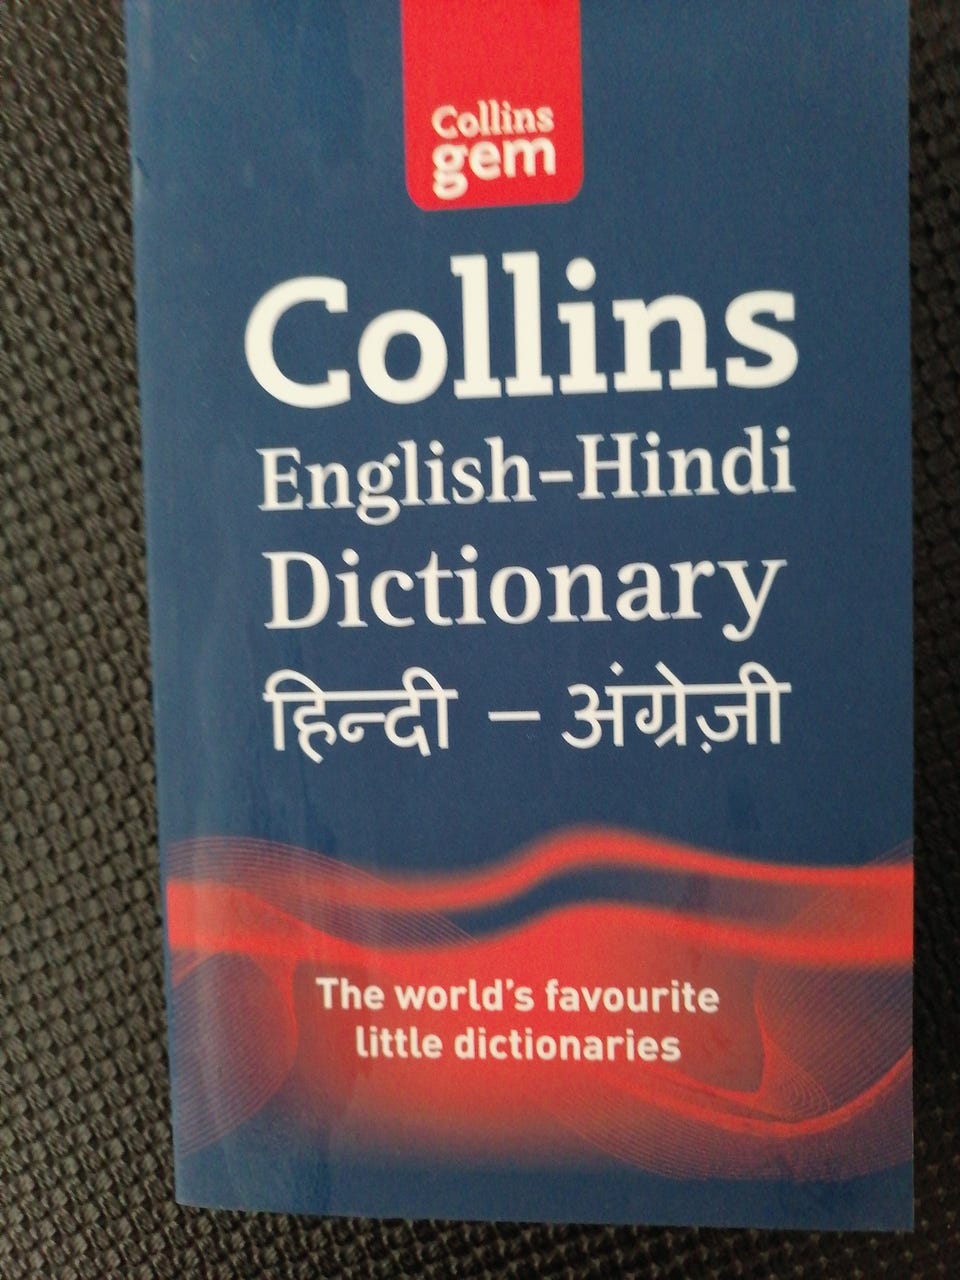 Collins
gem
Collins
English–Hindi
Dictionary
हिन्दी – अंग्रेज़ी
The world's favourite
little dictionaries